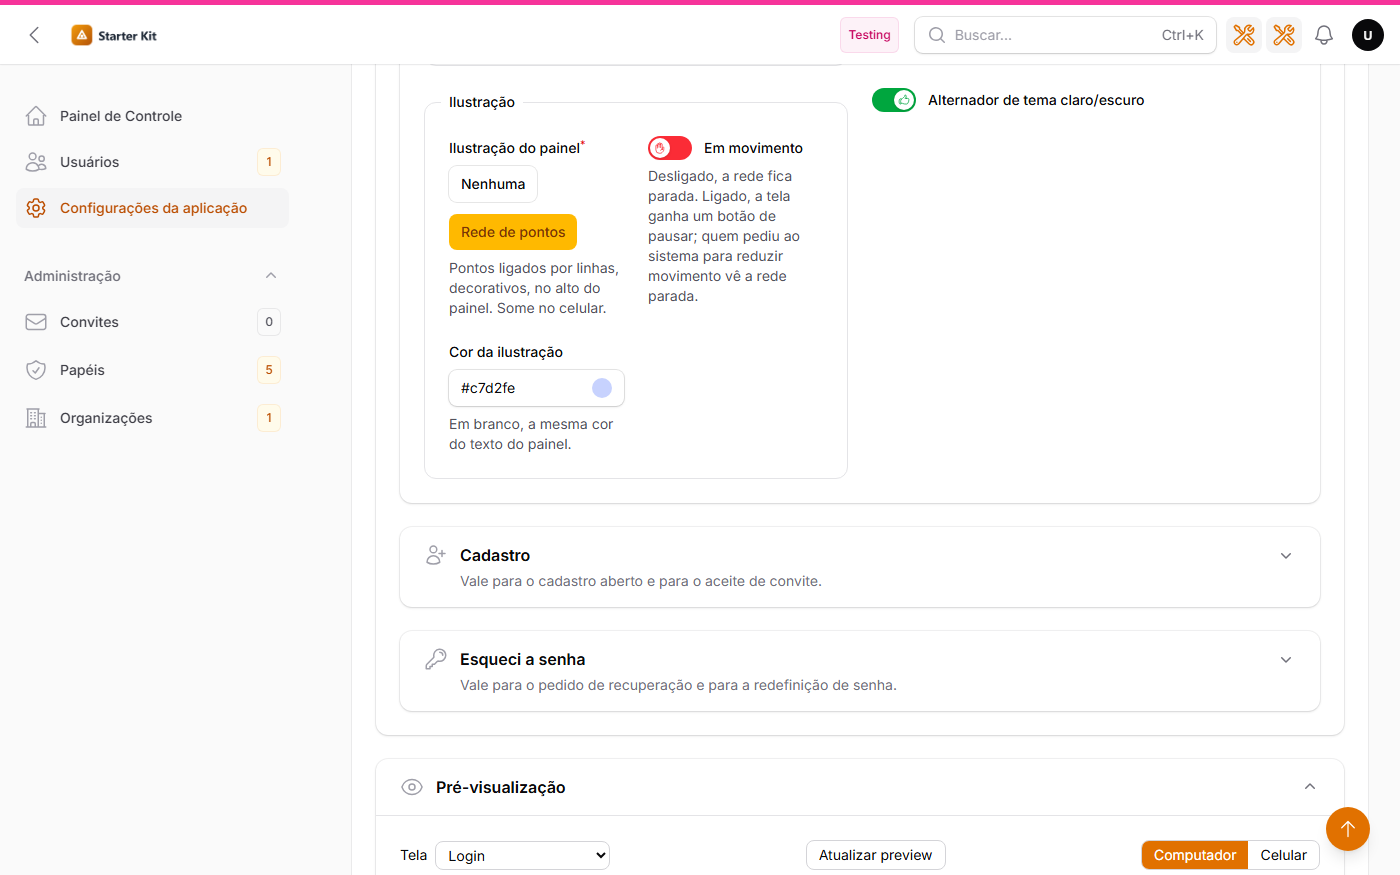 Starter Kit
Testing
Buscar...
Ctrl+K
U
Painel de Controle
Usuários
1
Configurações da aplicação
Administração
Convites
0
Papéis
5
Organizações
1
Ilustração
Ilustração do painel*
Nenhuma
Rede de pontos
Pontos ligados por linhas,
decorativos, no alto do
painel. Some no celular.
Em movimento
Desligado, a rede fica
parada. Ligado, a tela
ganha um botão de
pausar; quem pediu ao
sistema para reduzir
movimento vê a rede
parada.
Cor da ilustração
#c7d2fe
Em branco, a mesma cor
do texto do painel.
Alternador de tema claro/escuro
Cadastro
Vale para o cadastro aberto e para o aceite de convite.
Esqueci a senha
Vale para o pedido de recuperação e para a redefinição de senha.
Pré-visualização
Tela
Login
Atualizar preview
Computador
Celular